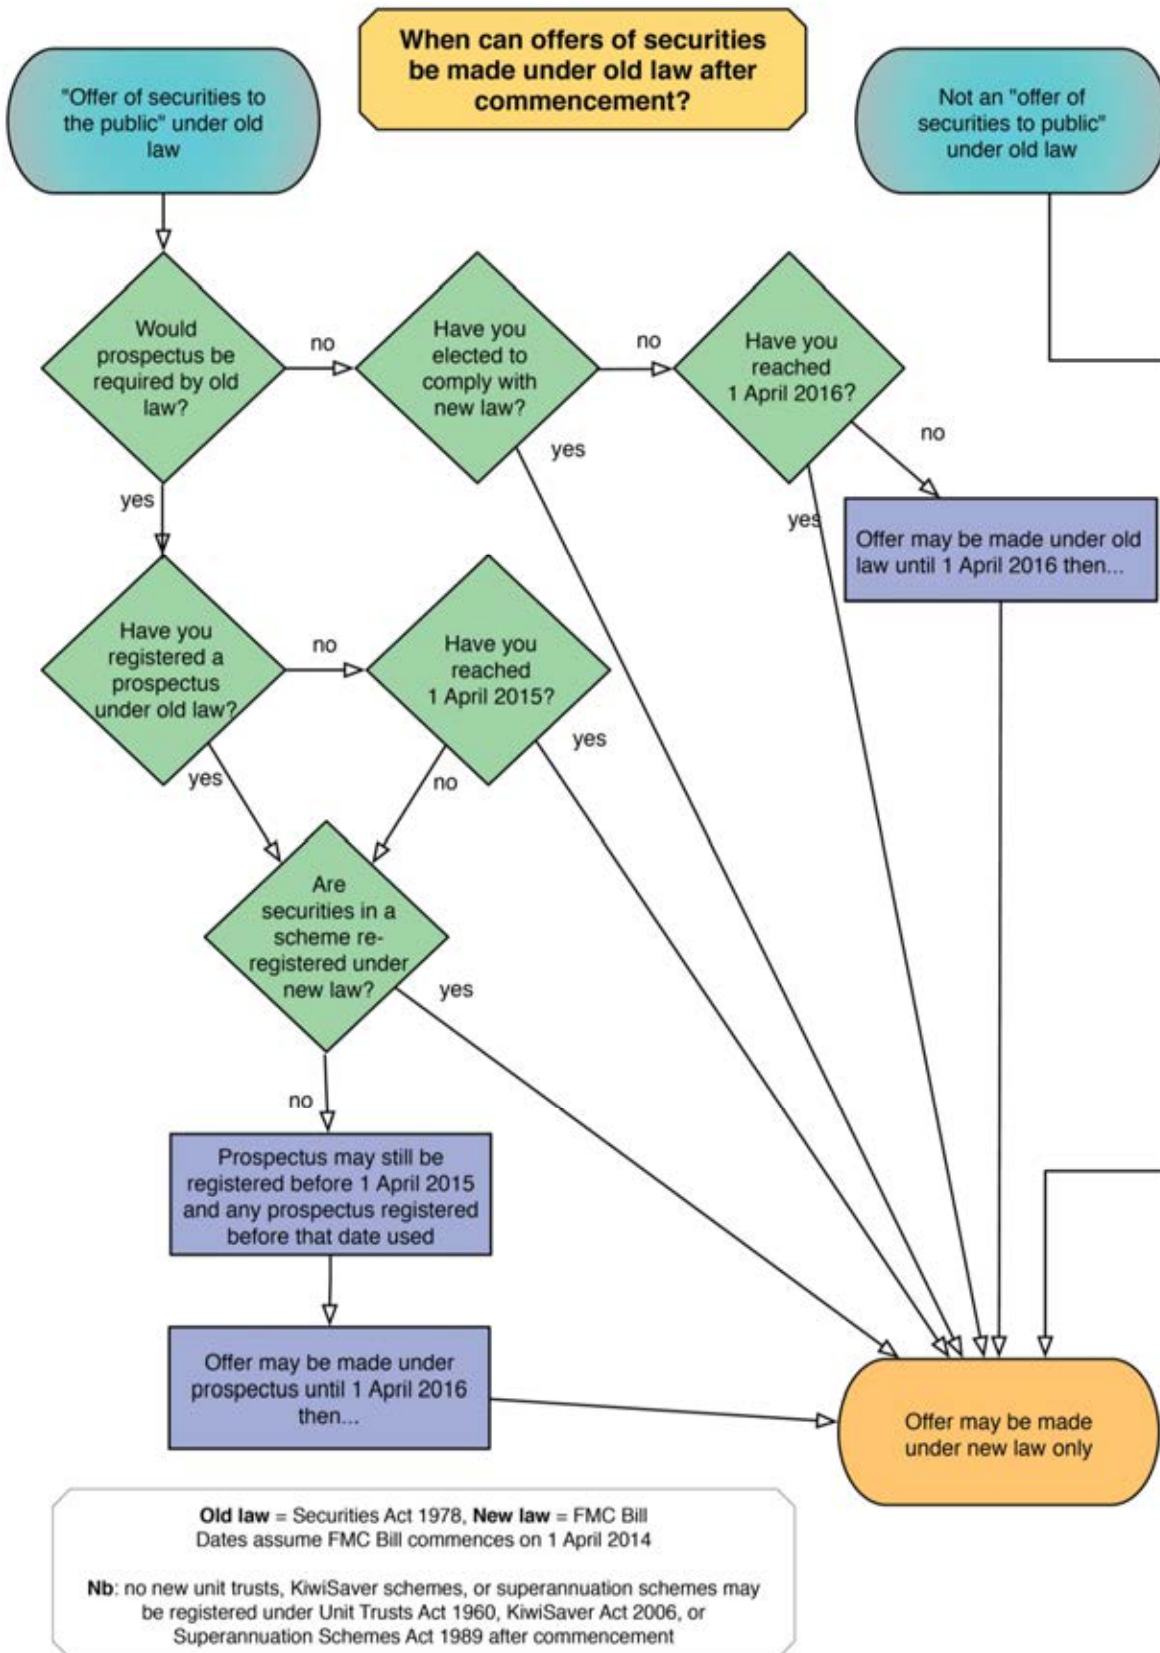 When can offers of securities
be made under old law after
commencement?
"Offer of securities to
the public" under old
law
Not an "offer of
securities to public"
under old law
Would
prospectus be
required by old
law?
no
Have you
elected to
comply with
new law?
no
Have you
reached
1 April 2016?
no
yes
yes
yes
Offer may be made under old
law until 1 April 2016 then...
Have you
registered a
prospectus
under old law?
no
Have you
reached
1 April 2015?
yes
yes
no
Are
securities in a
scheme re-
registered under
new law?
yes
no
Prospectus may still be
registered before 1 April 2015
and any prospectus registered
before that date used
Offer may be made under
prospectus until 1 April 2016
then...
Offer may be made
under new law only
Old law = Securities Act 1978, New law = FMC Bill
Dates assume FMC Bill commences on 1 April 2014
Nb: no new unit trusts, KiwiSaver schemes, or superannuation schemes may
be registered under Unit Trusts Act 1960, KiwiSaver Act 2006, or
Superannuation Schemes Act 1989 after commencement